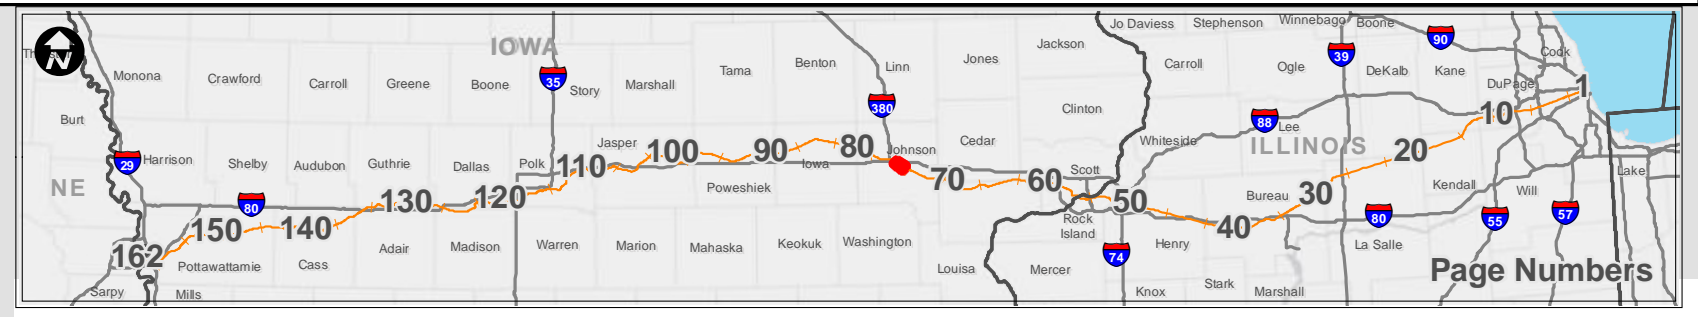 Jo Daviess Stephenson Winnebago Boone
N
IOWA
Jackson
39
90
Cook
Monona Crawford Carroll Greene Boone 35 Story Marshall Tama Benton Linn Jones Carroll Ogle DeKalb Kane DuPage 1
Burt
380
Clinton
88 Lee
10
Whiteside
ILLINOIS
29 Harrison Shelby Audubon Guthrie Dallas Polk 110 Jasper 100 90 80 Johnson Cedar
Iowa
Scott
20
Lake
NE
80
Poweshiek
70 60
50
Bureau 30
Kendall
Will
162 150 140 130 120
Rock
Island
40
80
55
57
Adair Madison Warren Marion Mahaska Keokuk Washington
Henry
La Salle
74
Pottawattamie Cass
Louisa Mercer
Page Numbers
Sarpy Mills
Knox Stark Marshall